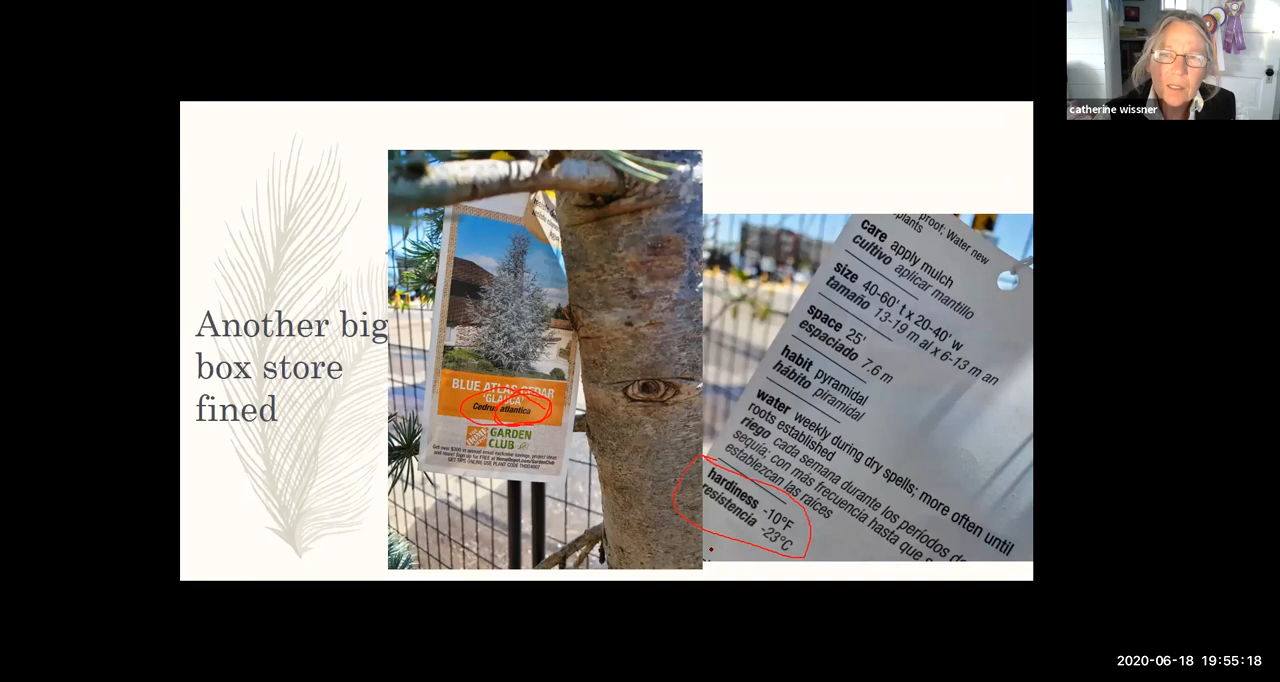 catherine wissner
Another big
box store
fined
BLUE ATLAS CEDAR
'GLAUCA'
Cedrus atlantica
GARDEN
CLUB
proof; Water new
plants
care apply mulch
cultivo aplicar mantillo
size 40-60' t x 20-40' w
tamaño 13-19 m al x 6-13 m an
space 25'
espaciado 7.6 m
habit pyramidal
hábito piramidal
water weekly during dry spells; more often until
roots established
riego cada semana durante los períodos de
sequía: con más frecuencia hasta que s
establezcan las raíces
hardiness -10°F
resistencia -23°C
2020-06-18 19:55:18